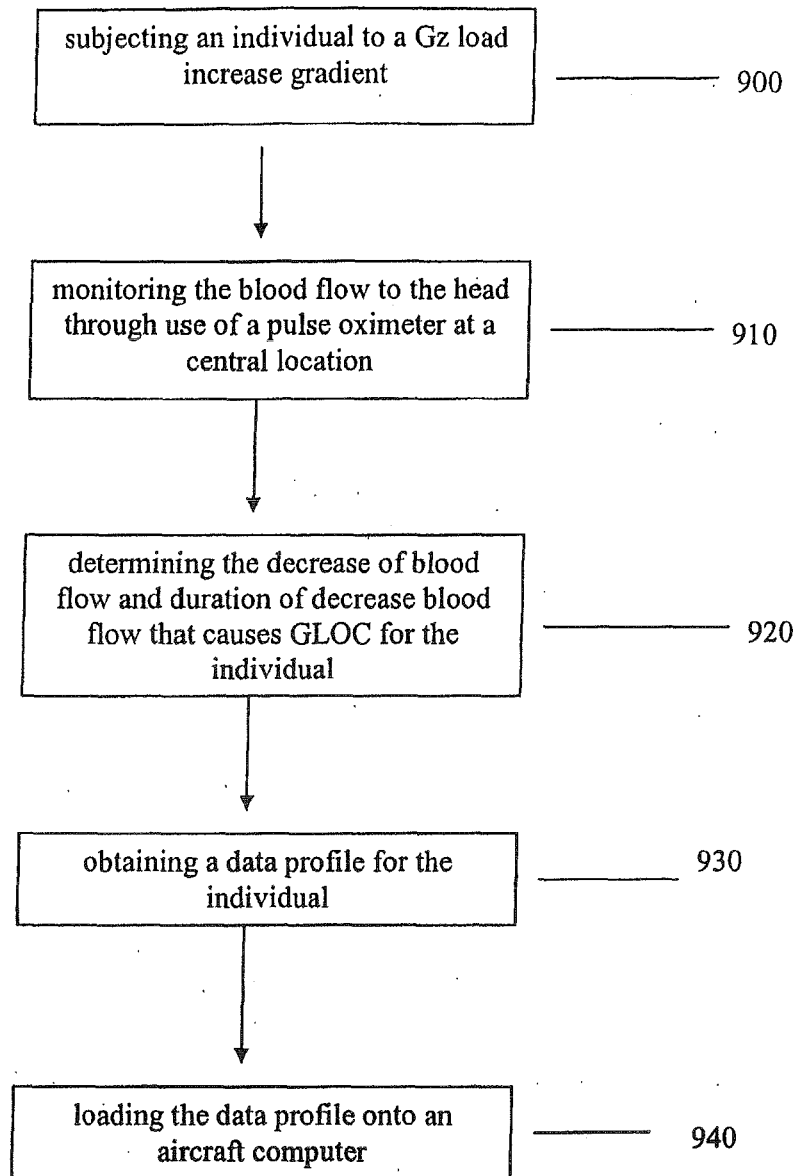 subjecting an individual to a Gz load
increase gradient
900
monitoring the blood flow to the head
through use of a pulse oximeter at a
central location
910
determining the decrease of blood
flow and duration of decrease blood
flow that causes GLOC for the
individual
920
obtaining a data profile for the
individual
930
loading the data profile onto an
aircraft computer
940